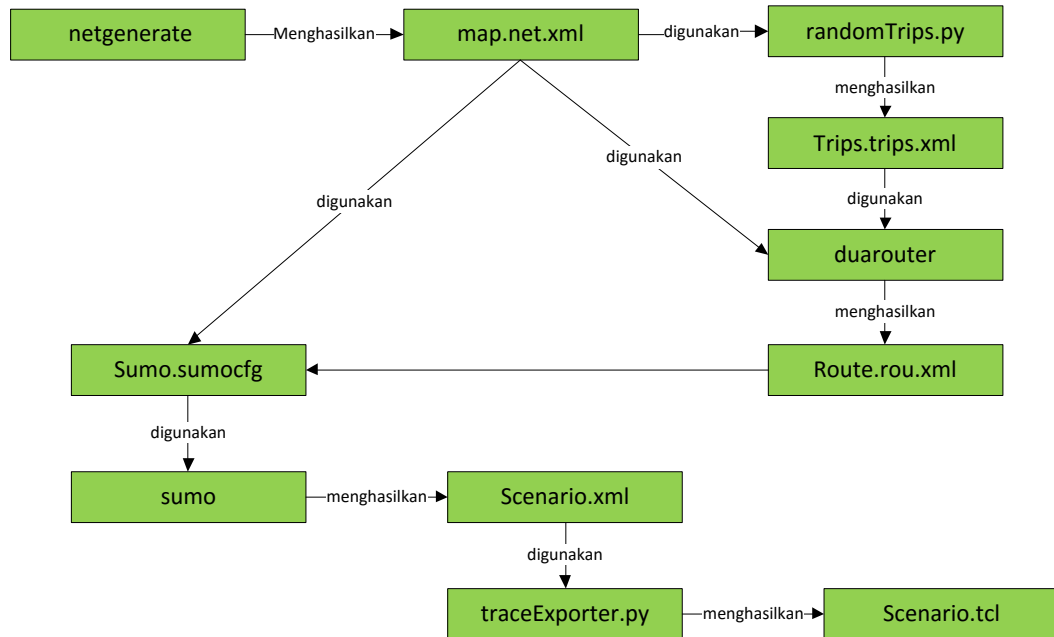 netgenerate
Menghasilkan
map.net.xml
digunakan
randomTrips.py
menghasilkan
Trips.trips.xml
digunakan
digunakan
digunakan
duarouter
menghasilkan
Sumo.sumocfg
Route.rou.xml
digunakan
sumo
menghasilkan
Scenario.xml
digunakan
traceExporter.py
menghasilkan
Scenario.tcl